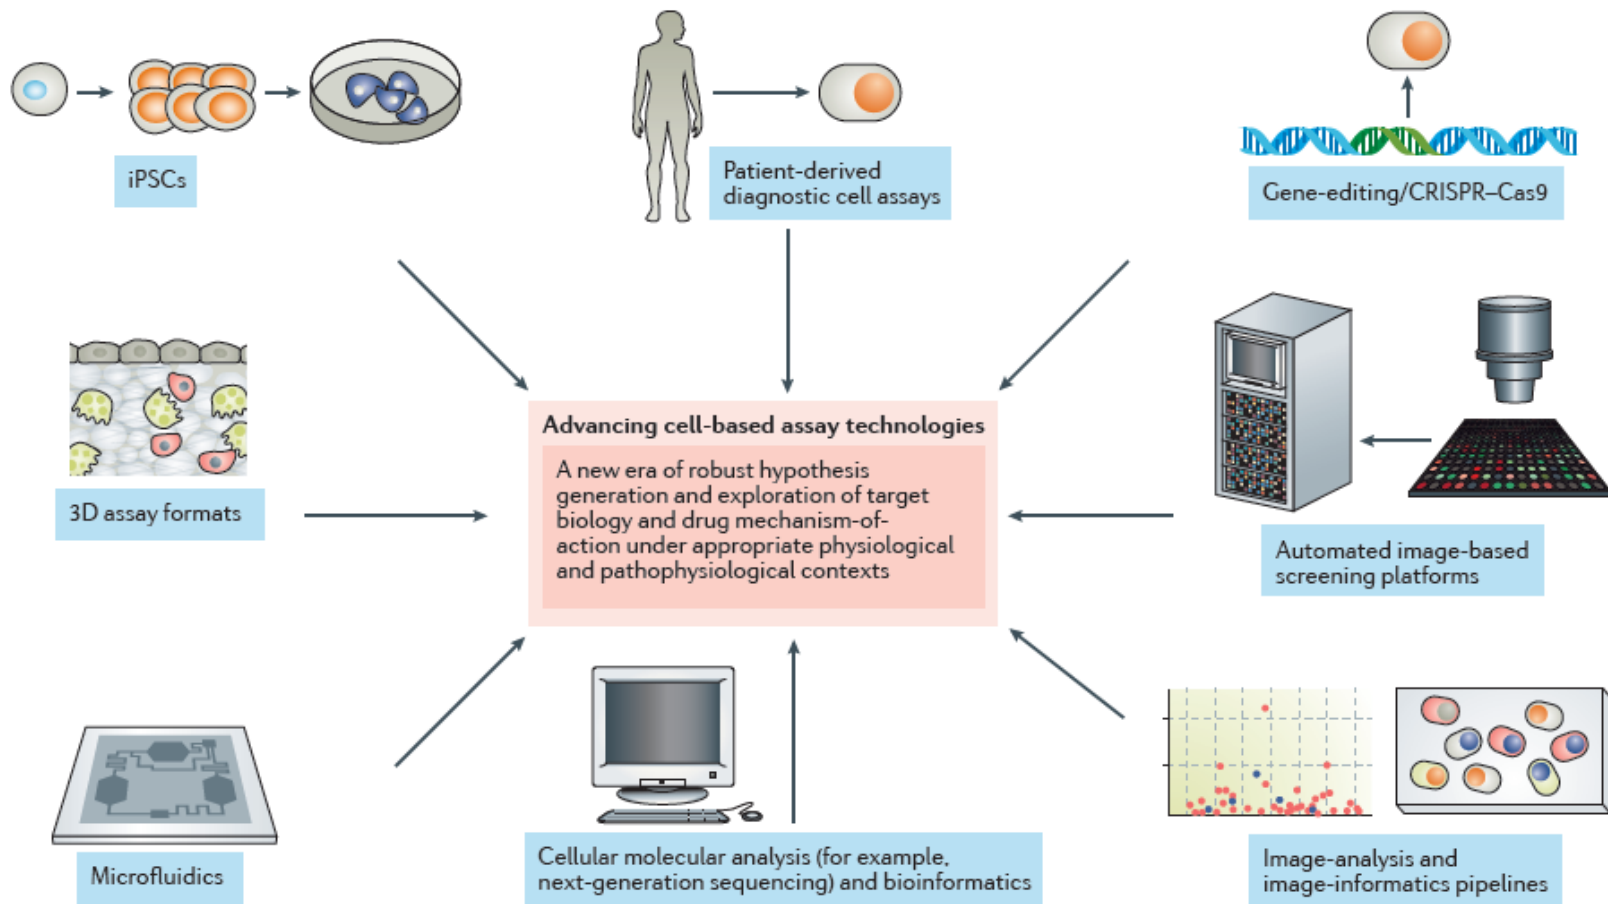 iPSCs
Patient-derived
diagnostic cell assays
Gene-editing/CRISPR–Cas9
3D assay formats
Advancing cell-based assay technologies
A new era of robust hypothesis
generation and exploration of target
biology and drug mechanism-of-
action under appropriate physiological
and pathophysiological contexts
Automated image-based
screening platforms
Microfluidics
Cellular molecular analysis (for example,
next-generation sequencing) and bioinformatics
Image-analysis and
image-informatics pipelines